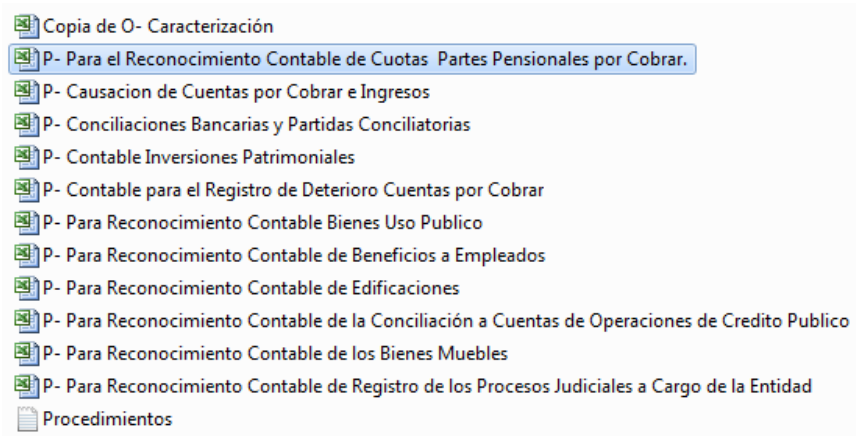 Copia de O- Caracterización
P- Para el Reconocimiento Contable de Cuotas  Partes Pensionales por Cobrar.
P- Causacion de Cuentas por Cobrar e Ingresos
P- Conciliaciones Bancarias y Partidas Conciliatorias
P- Contable Inversiones Patrimoniales
P- Contable para el Registro de Deterioro Cuentas por Cobrar
P- Para Reconocimiento Contable Bienes Uso Publico
P- Para Reconocimiento Contable de Beneficios a Empleados
P- Para Reconocimiento Contable de Edificaciones
P- Para Reconocimiento Contable de la Conciliación a Cuentas de Operaciones de Credito Publico
P- Para Reconocimiento Contable de los Bienes Muebles
P- Para Reconocimiento Contable de Registro de los Procesos Judiciales a Cargo de la Entidad
Procedimientos